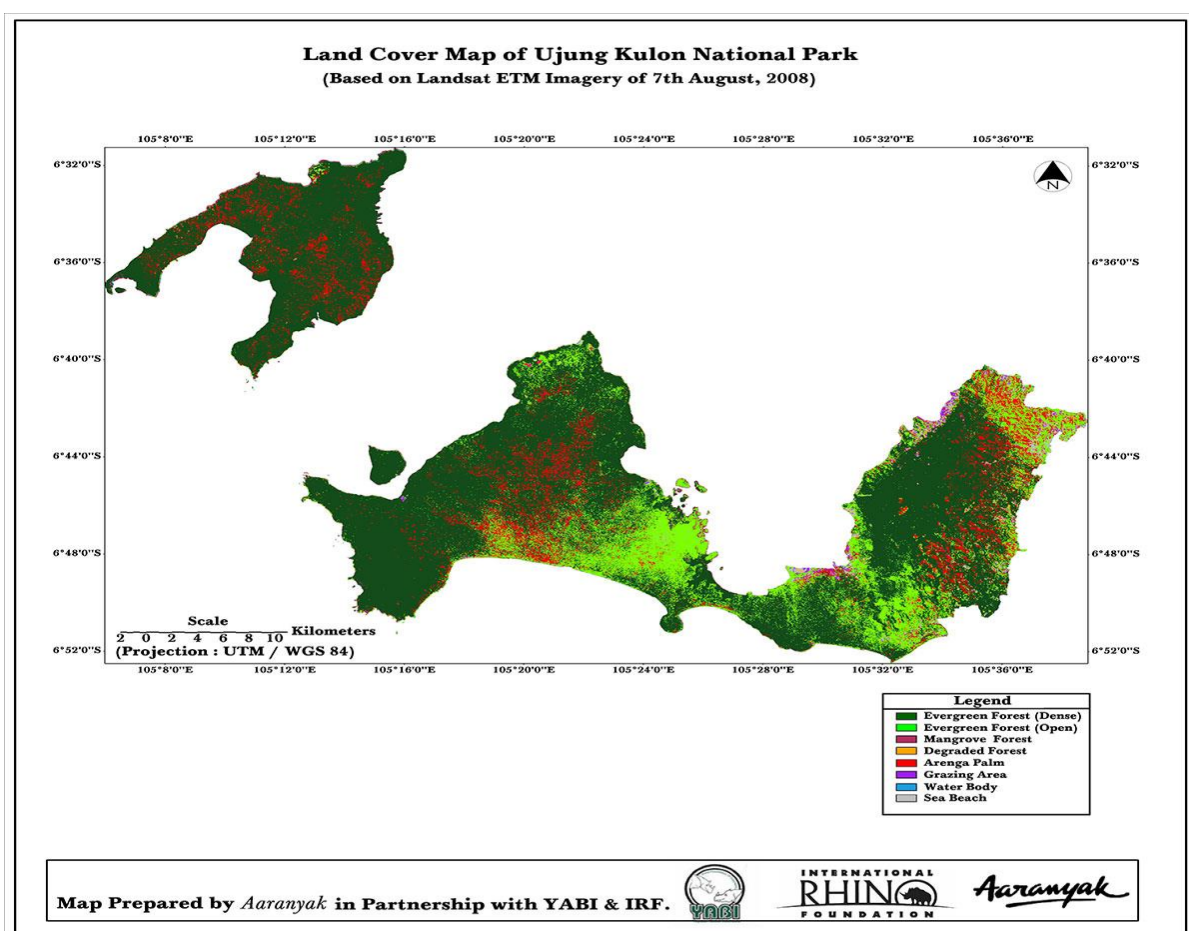 Land Cover Map of Ujung Kulon National Park
(Based on Landsat ETM Imagery of 7th August, 2008)
105°8'0"E 105°12'0"E 105°16'0"E 105°20'0"E 105°24'0"E 105°28'0"E 105°32'0"E 105°36'0"E
6°32'0"S 6°32'0"S
N
6°36'0"S 6°36'0"S
6°40'0"S 6°40'0"S
6°44'0"S 6°44'0"S
6°48'0"S 6°48'0"S
Scale
2 0 2 4 6 8 10 Kilometers
(Projection : UTM / WGS 84)
6°52'0"S 6°52'0"S
105°8'0"E 105°12'0"E 105°16'0"E 105°20'0"E 105°24'0"E 105°28'0"E 105°32'0"E 105°36'0"E
Legend
Evergreen Forest (Dense)
Evergreen Forest (Open)
Mangrove Forest
Degraded Forest
Arenga Palm
Grazing Area
Water Body
Sea Beach
Map Prepared by Aaranyak in Partnership with YABI & IRF.
YABI
INTERNATIONAL
RHINO
FOUNDATION
Aaranyak